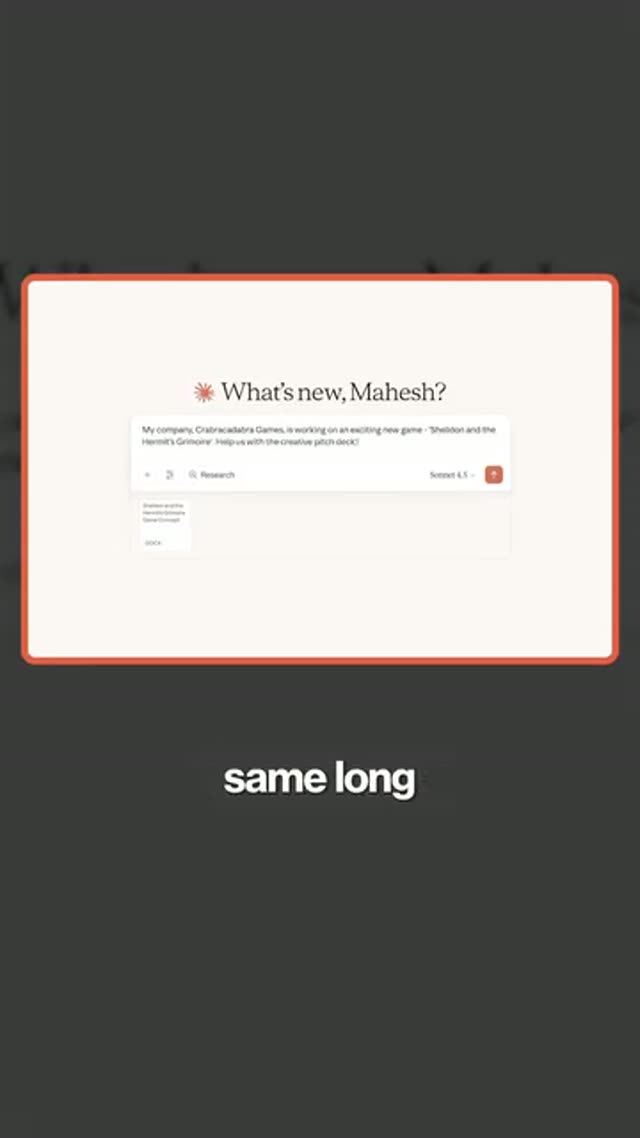 What's new, Mahesh?
My company, Crabracadabra Games, is working on an exciting new game - 'Shelldon and the
Hermit's Grimoire'. Help us with the creative pitch deck!
Research
Sonnet 4.5
Shelldon and the
Hermit's Grimoire
Game Concept
DOCX
same long